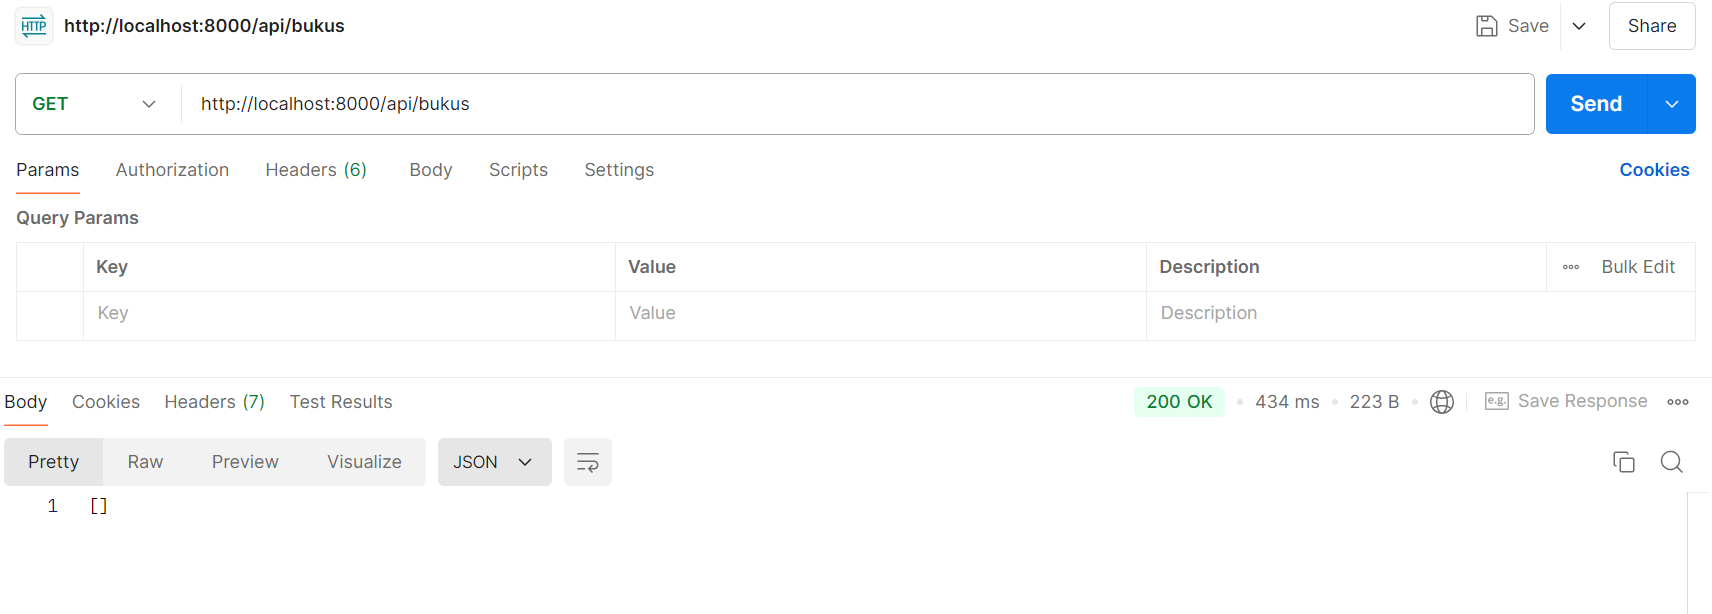 HTTP http://localhost:8000/api/bukus Save Share
GET http://localhost:8000/api/bukus Send
Params Authorization Headers (6) Body Scripts Settings Cookies
Query Params
Key Value Description ooo Bulk Edit
Key Value Description
Body Cookies Headers (7) Test Results 200 OK • 434 ms • 223 B • e.g. Save Response ooo
Pretty Raw Preview Visualize JSON
1 []